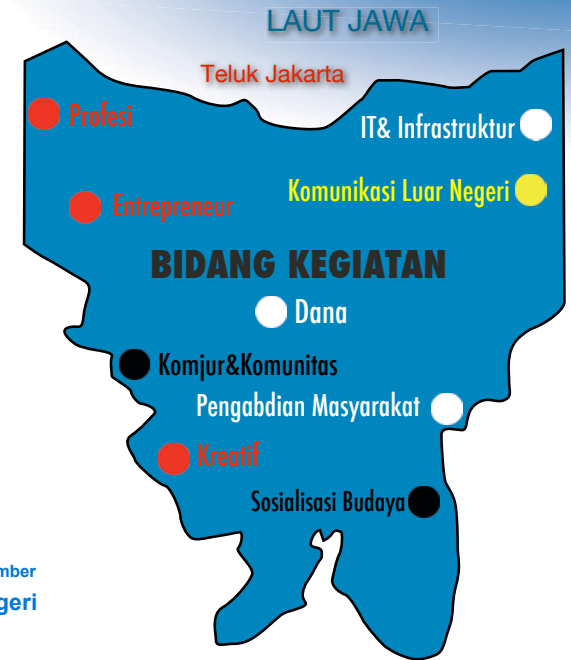 LAUT JAWA
Teluk Jakarta
Profesi
IT& Infrastruktur
Komunikasi Luar Negeri
Entrepreneur
BIDANG KEGIATAN
Dana
Komjur&Komunitas
Pengabdian Masyarakat
Kreatif
Sosialisasi Budaya